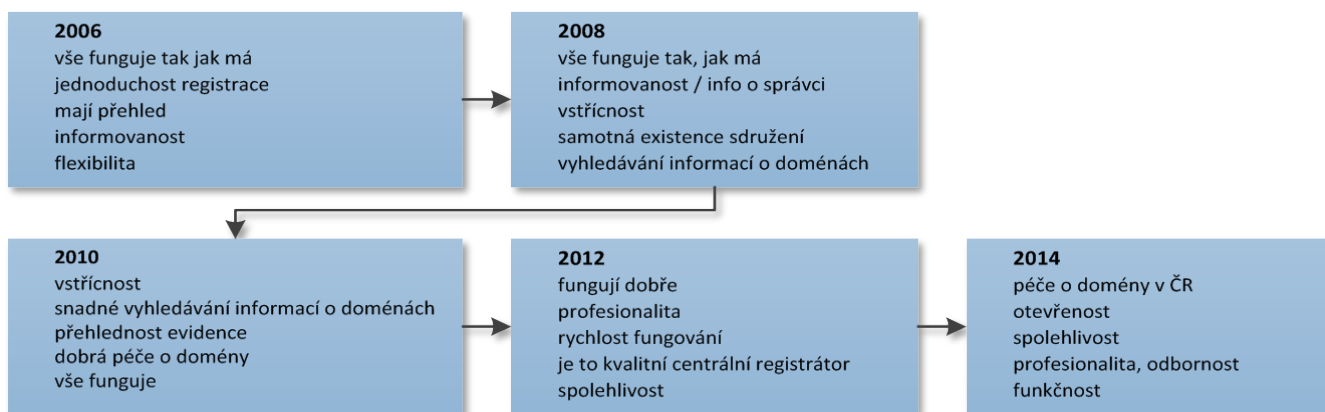 2006
vše funguje tak jak má
jednoduchost registrace
mají přehled
informovanost
flexibilita
2008
vše funguje tak, jak má
informovanost / info o správci
vstřícnost
samotná existence sdružení
vyhledávání informací o doménách
2010
vstřícnost
snadné vyhledávání informací o doménách
přehlednost evidence
dobrá péče o domény
vše funguje
2012
fungují dobře
profesionalita
rychlost fungování
je to kvalitní centrální registrátor
spolehlivost
2014
péče o domény v ČR
otevřenost
spolehlivost
profesionalita, odbornost
funkčnost